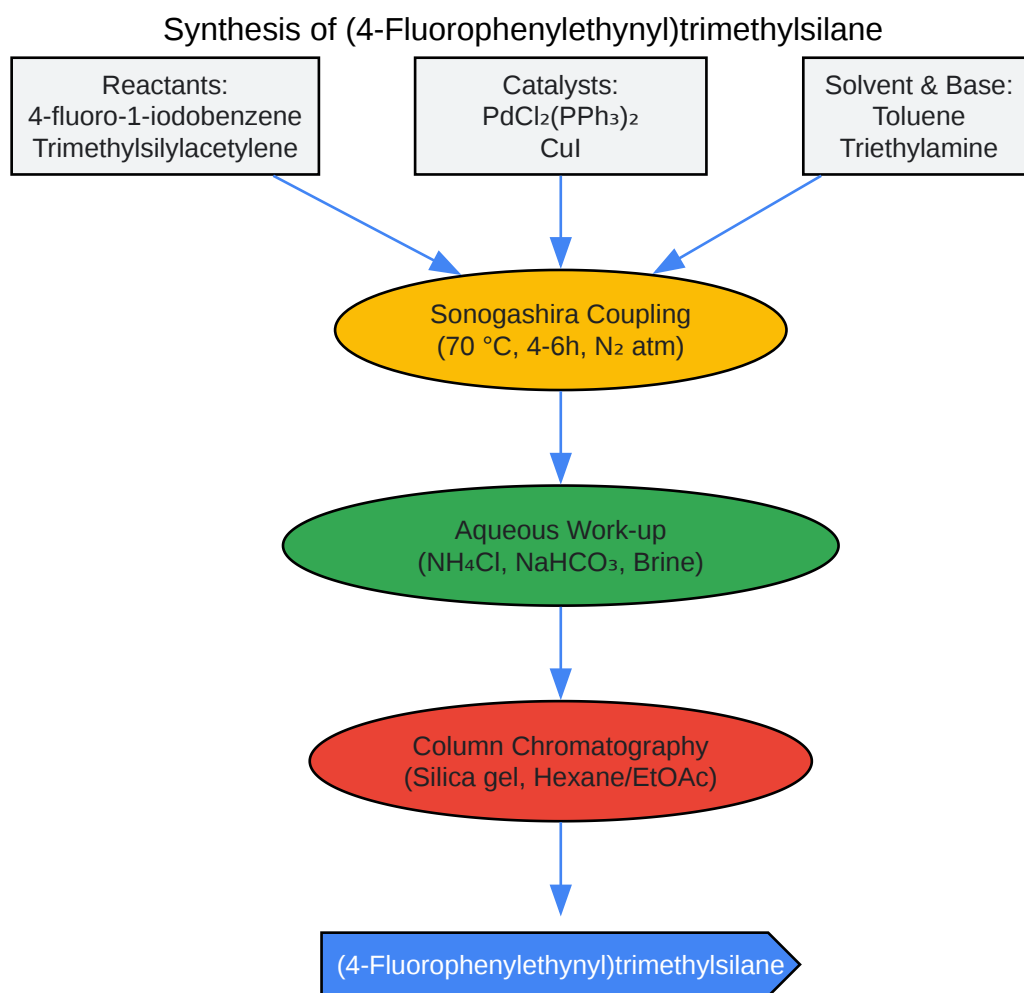 Synthesis of (4-Fluorophenylethynyl)trimethylsilane
Reactants:
4-fluoro-1-iodobenzene
Trimethylsilylacetylene
Catalysts:
PdCl₂(PPh₃)₂
CuI
Solvent & Base:
Toluene
Triethylamine
Sonogashira Coupling
(70 °C, 4-6h, N₂ atm)
Aqueous Work-up
(NH₄Cl, NaHCO₃, Brine)
Column Chromatography
(Silica gel, Hexane/EtOAc)
(4-Fluorophenylethynyl)trimethylsilane